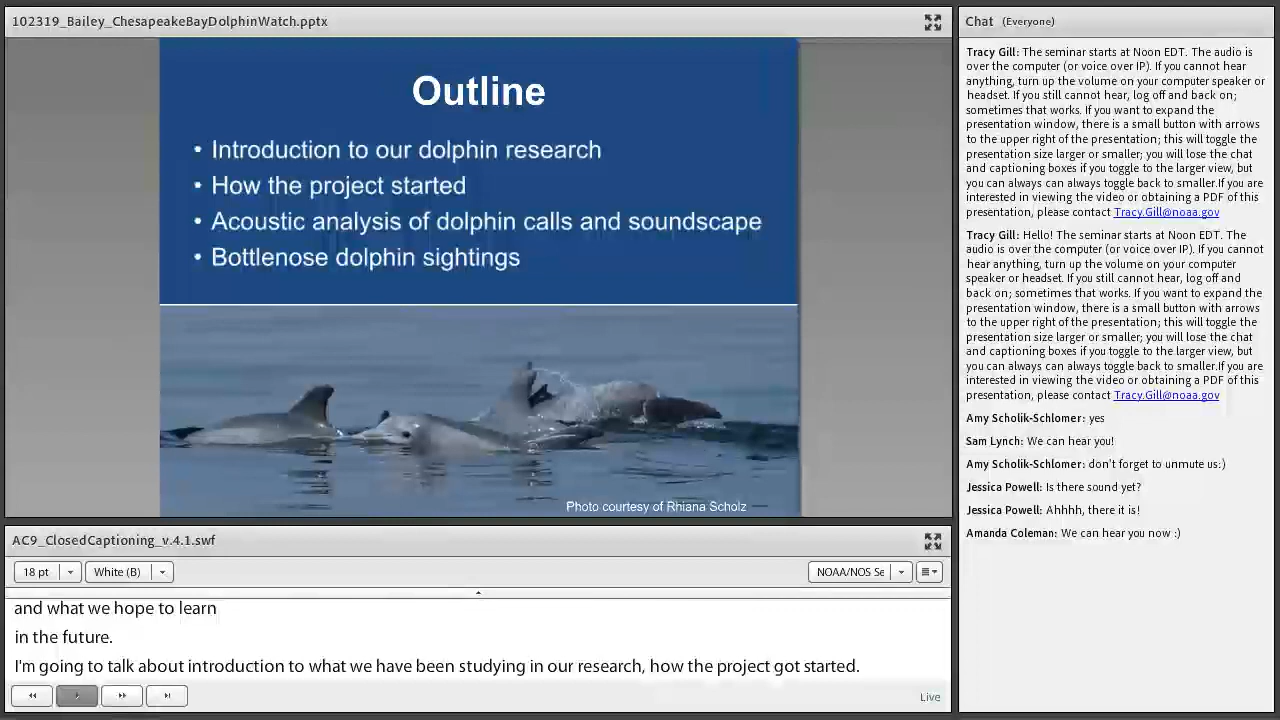 102319_Bailey_ChesapeakeBayDolphinWatch.pptx
Outline
• Introduction to our dolphin research
• How the project started
• Acoustic analysis of dolphin calls and soundscape
• Bottlenose dolphin sightings
Photo courtesy of Rhiana Scholz
AC9_ClosedCaptioning_v.4.1.swf
18 pt
White (B)
NOAA/NOS Se
and what we hope to learn
in the future.
I'm going to talk about introduction to what we have been studying in our research, how the project got started.
Live
Chat (Everyone)
Tracy Gill: The seminar starts at Noon EDT. The audio is
over the computer (or voice over IP). If you cannot hear
anything, turn up the volume on your computer speaker or
headset. If you still cannot hear, log off and back on;
sometimes that works. If you want to expand the
presentation window, there is a small button with arrows
to the upper right of the presentation; this will toggle the
presentation size larger or smaller; you will lose the chat
and captioning boxes if you toggle to the larger view, but
you can always can always toggle back to smaller.If you are
interested in viewing the video or obtaining a PDF of this
presentation, please contact Tracy.Gill@noaa.gov
Tracy Gill: Hello! The seminar starts at Noon EDT. The
audio is over the computer (or voice over IP). If you cannot
hear anything, turn up the volume on your computer
speaker or headset. If you still cannot hear, log off and
back on; sometimes that works. If you want to expand the
presentation window, there is a small button with arrows
to the upper right of the presentation; this will toggle the
presentation size larger or smaller; you will lose the chat
and captioning boxes if you toggle to the larger view, but
you can always can always toggle back to smaller.If you are
interested in viewing the video or obtaining a PDF of this
presentation, please contact Tracy.Gill@noaa.gov
Amy Scholik-Schlomer: yes
Sam Lynch: We can hear you!
Amy Scholik-Schlomer: don't forget to unmute us:)
Jessica Powell: Is there sound yet?
Jessica Powell: Ahhhh, there it is!
Amanda Coleman: We can hear you now :)